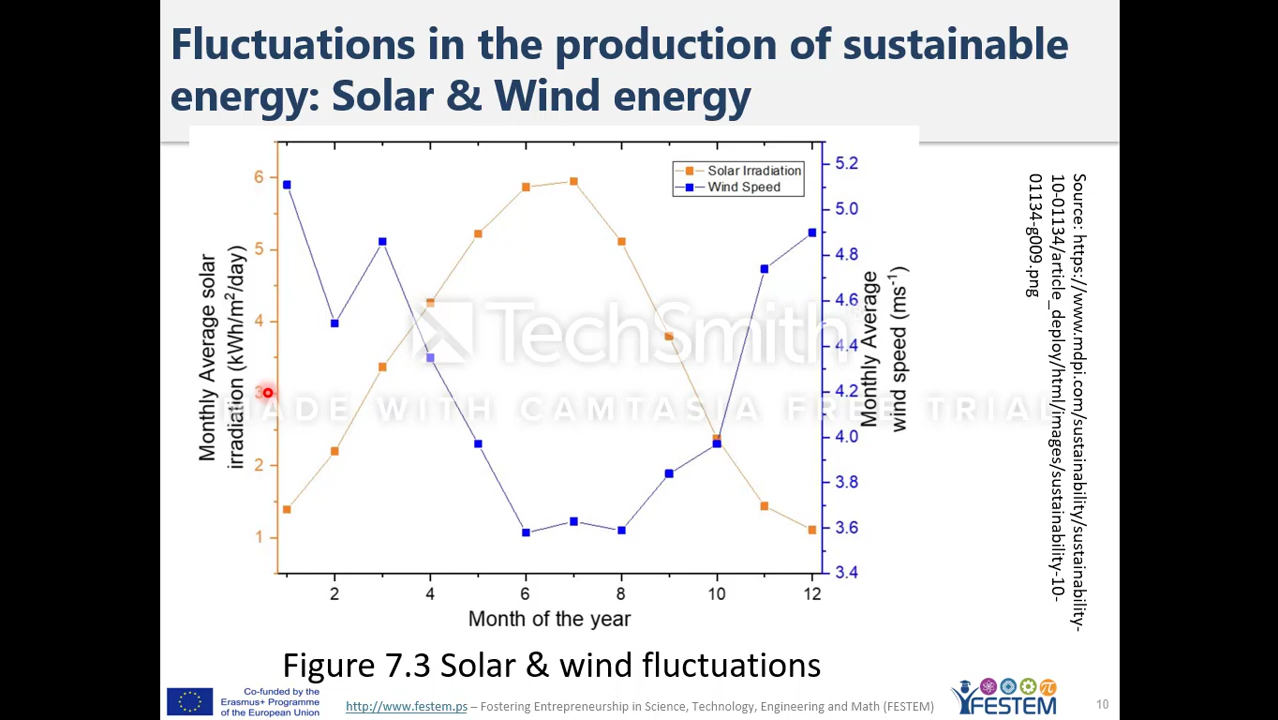 Fluctuations in the production of sustainable
energy: Solar & Wind energy
Solar Irradiation
Wind Speed
Monthly Average solar
irradiation (kWh/m²/day)
6
5
4
3
2
1
5.2
5.0
4.8
4.6
4.4
4.2
4.0
3.8
3.6
3.4
Monthly Average
wind speed (ms⁻¹)
2
4
6
8
10
12
Month of the year
Source: https://www.mdpi.com/sustainability/sustainability-
10-01134/article_deploy/html/images/sustainability-10-
01134-g009.png
TechSmith
MADE WITH CAMTASIA FREE TRIAL
Figure 7.3 Solar & wind fluctuations
Co-funded by the
Erasmus+ Programme
of the European Union
http://www.festem.ps – Fostering Entrepreneurship in Science, Technology, Engineering and Math (FESTEM)
FESTEM
10